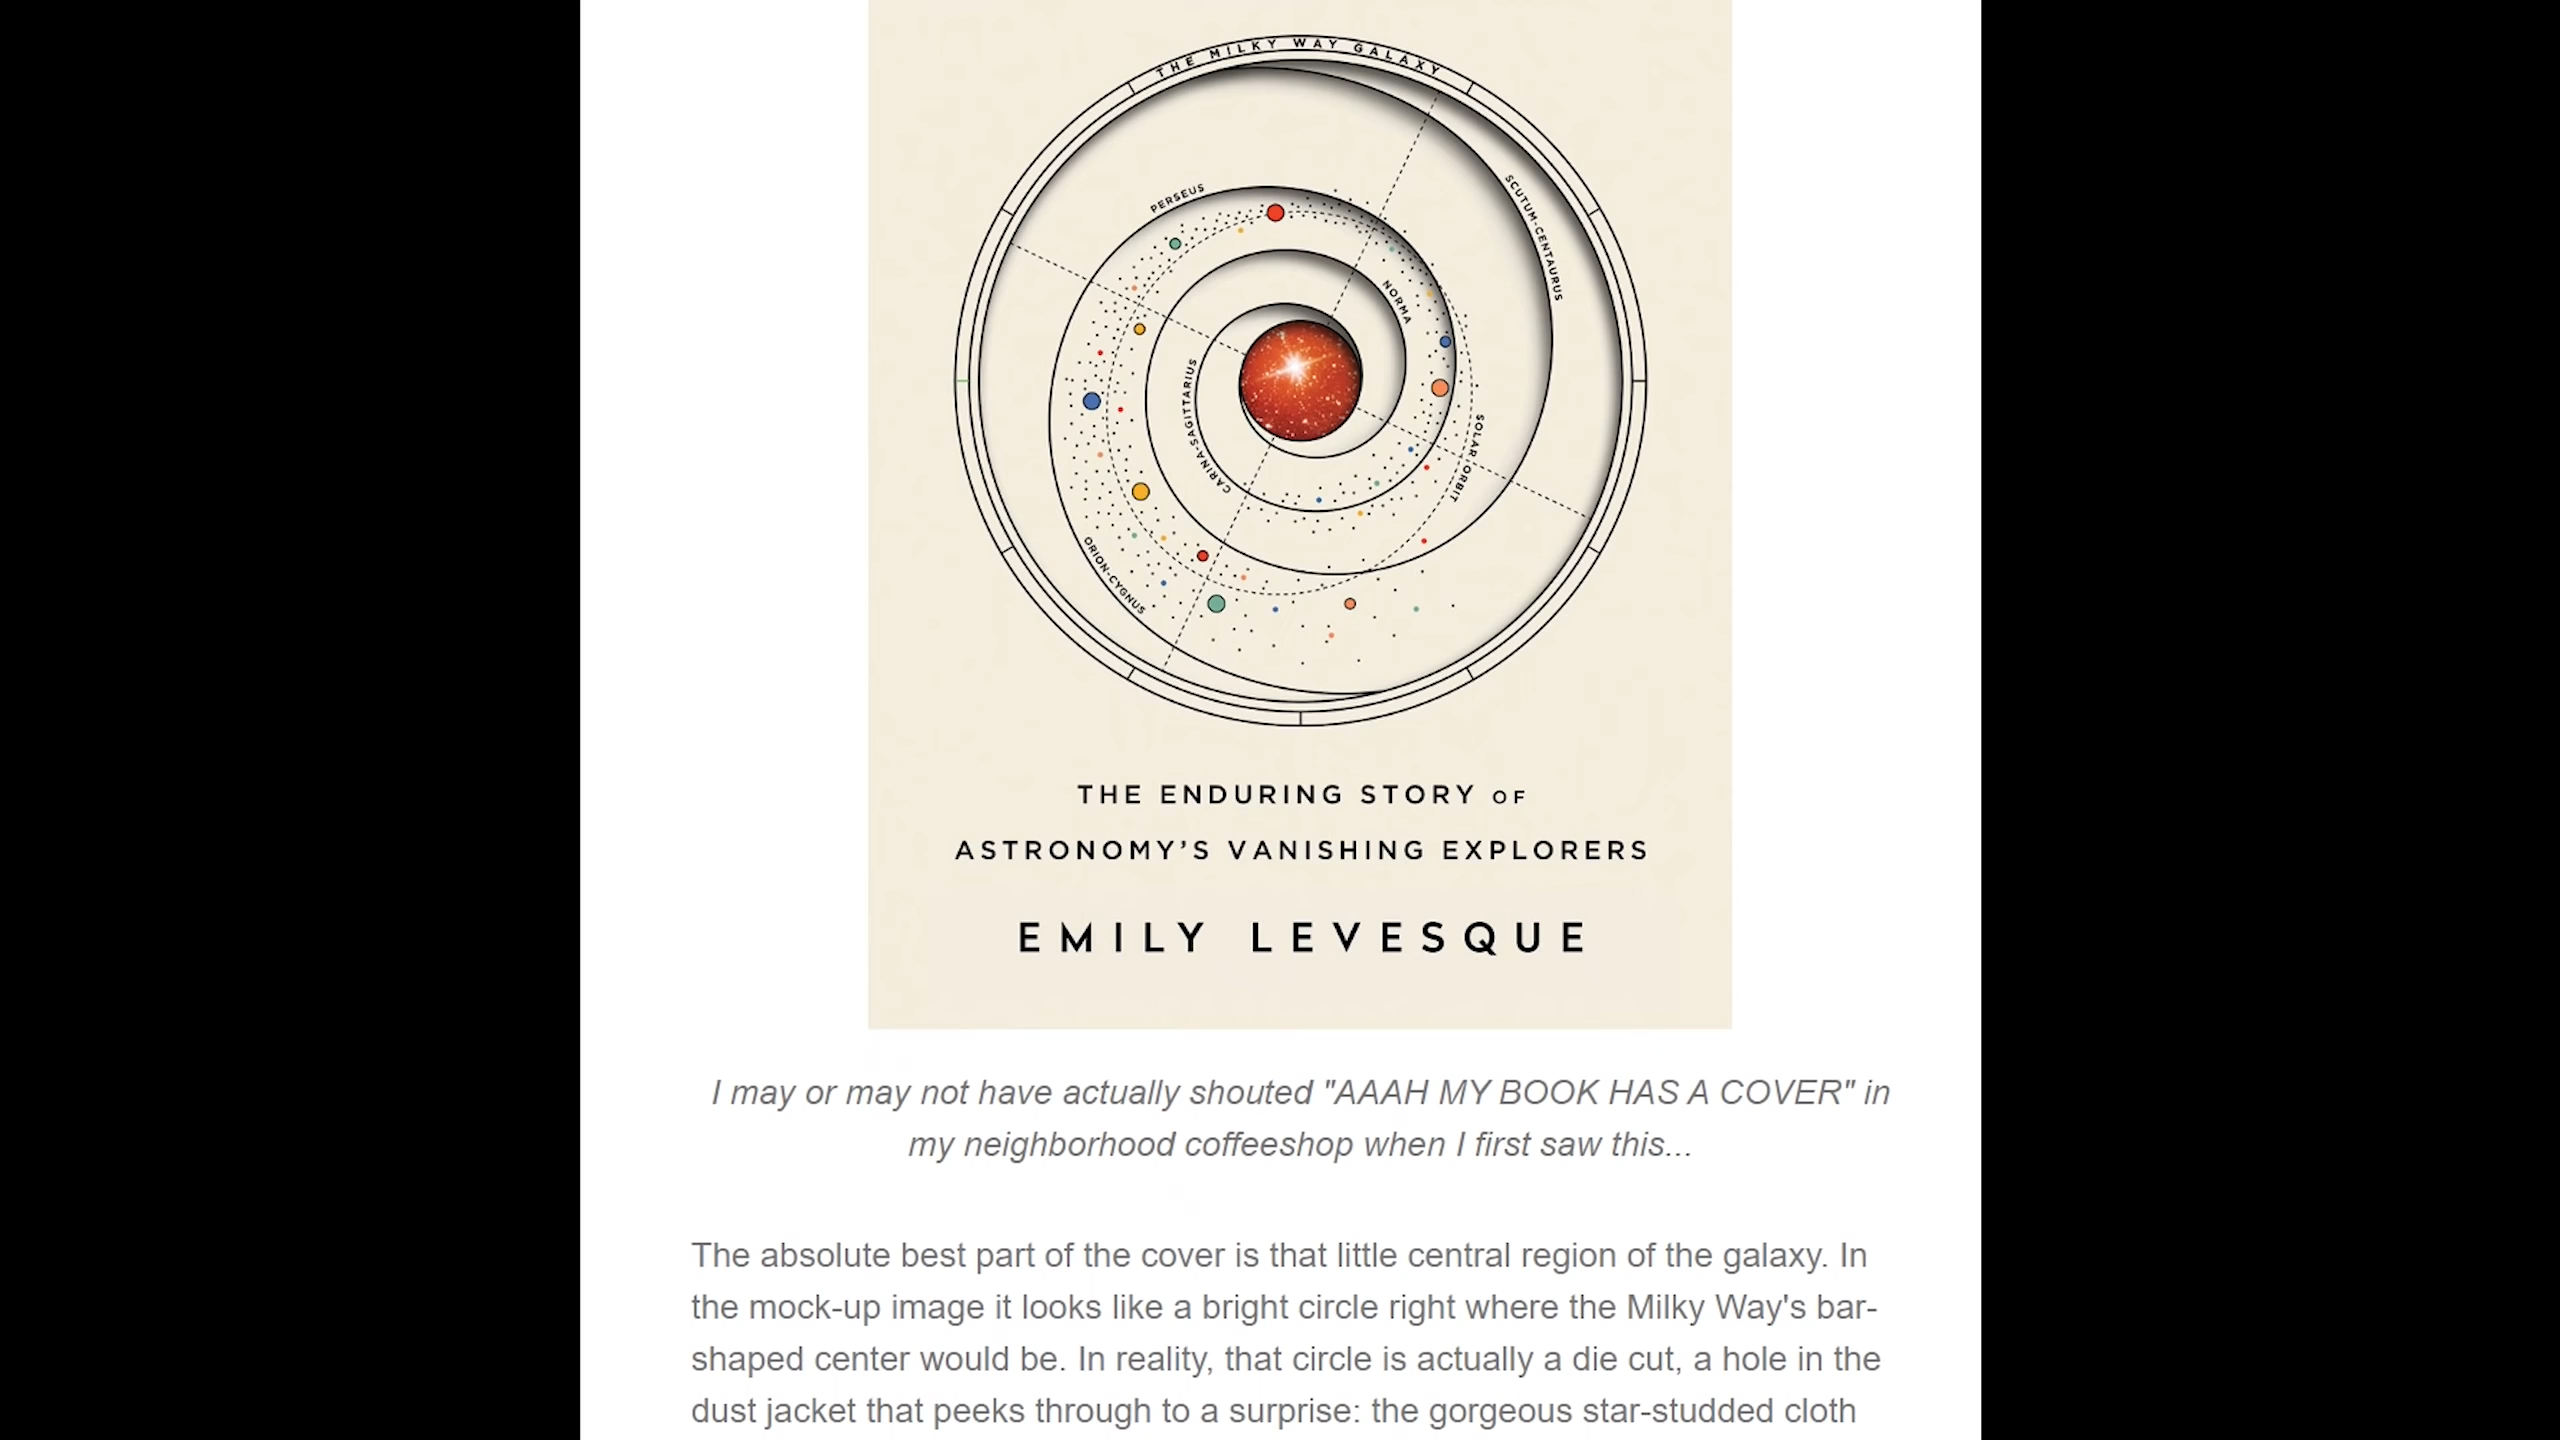 THE MILKY WAY GALAXY
PERSEUS
SCUTUM-CENTAURUS
NORMA
CARINA-SAGITTARIUS
SOLAR ORBIT
ORION-CYGNUS
THE ENDURING STORY OF
ASTRONOMY'S VANISHING EXPLORERS
EMILY LEVESQUE
I may or may not have actually shouted "AAAH MY BOOK HAS A COVER" in
my neighborhood coffeeshop when I first saw this...
The absolute best part of the cover is that little central region of the galaxy. In
the mock-up image it looks like a bright circle right where the Milky Way's bar-
shaped center would be. In reality, that circle is actually a die cut, a hole in the
dust jacket that peeks through to a surprise: the gorgeous star-studded cloth